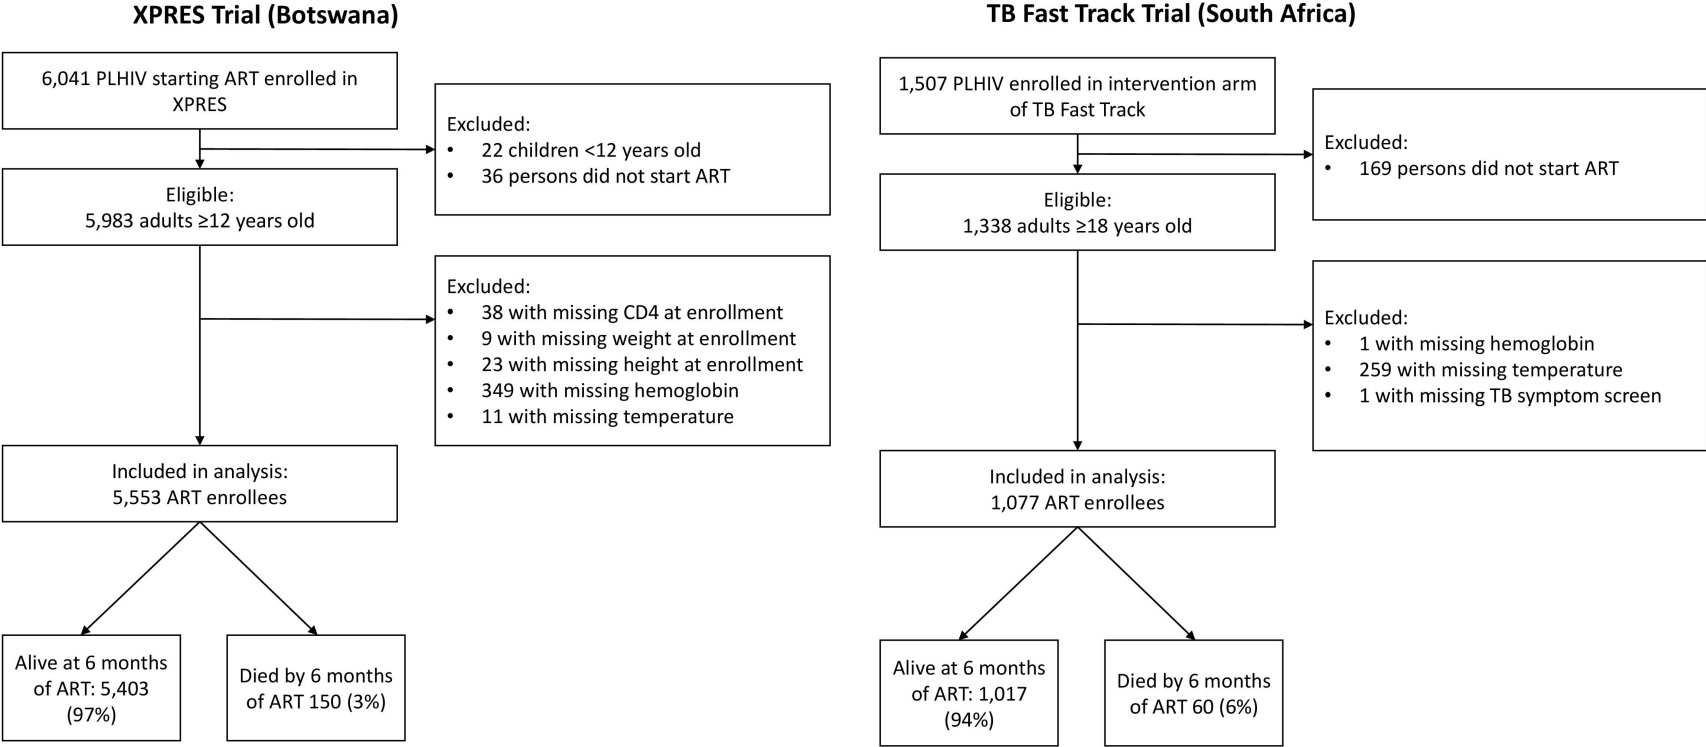 XPRES Trial (Botswana)
6,041 PLHIV starting ART enrolled in
XPRES
Excluded:
• 22 children <12 years old
• 36 persons did not start ART
Eligible:
5,983 adults ≥12 years old
Excluded:
• 38 with missing CD4 at enrollment
• 9 with missing weight at enrollment
• 23 with missing height at enrollment
• 349 with missing hemoglobin
• 11 with missing temperature
Included in analysis:
5,553 ART enrollees
Alive at 6 months
of ART: 5,403
(97%)
Died by 6 months
of ART 150 (3%)
TB Fast Track Trial (South Africa)
1,507 PLHIV enrolled in intervention arm
of TB Fast Track
Excluded:
• 169 persons did not start ART
Eligible:
1,338 adults ≥18 years old
Excluded:
• 1 with missing hemoglobin
• 259 with missing temperature
• 1 with missing TB symptom screen
Included in analysis:
1,077 ART enrollees
Alive at 6 months
of ART: 1,017
(94%)
Died by 6 months
of ART 60 (6%)